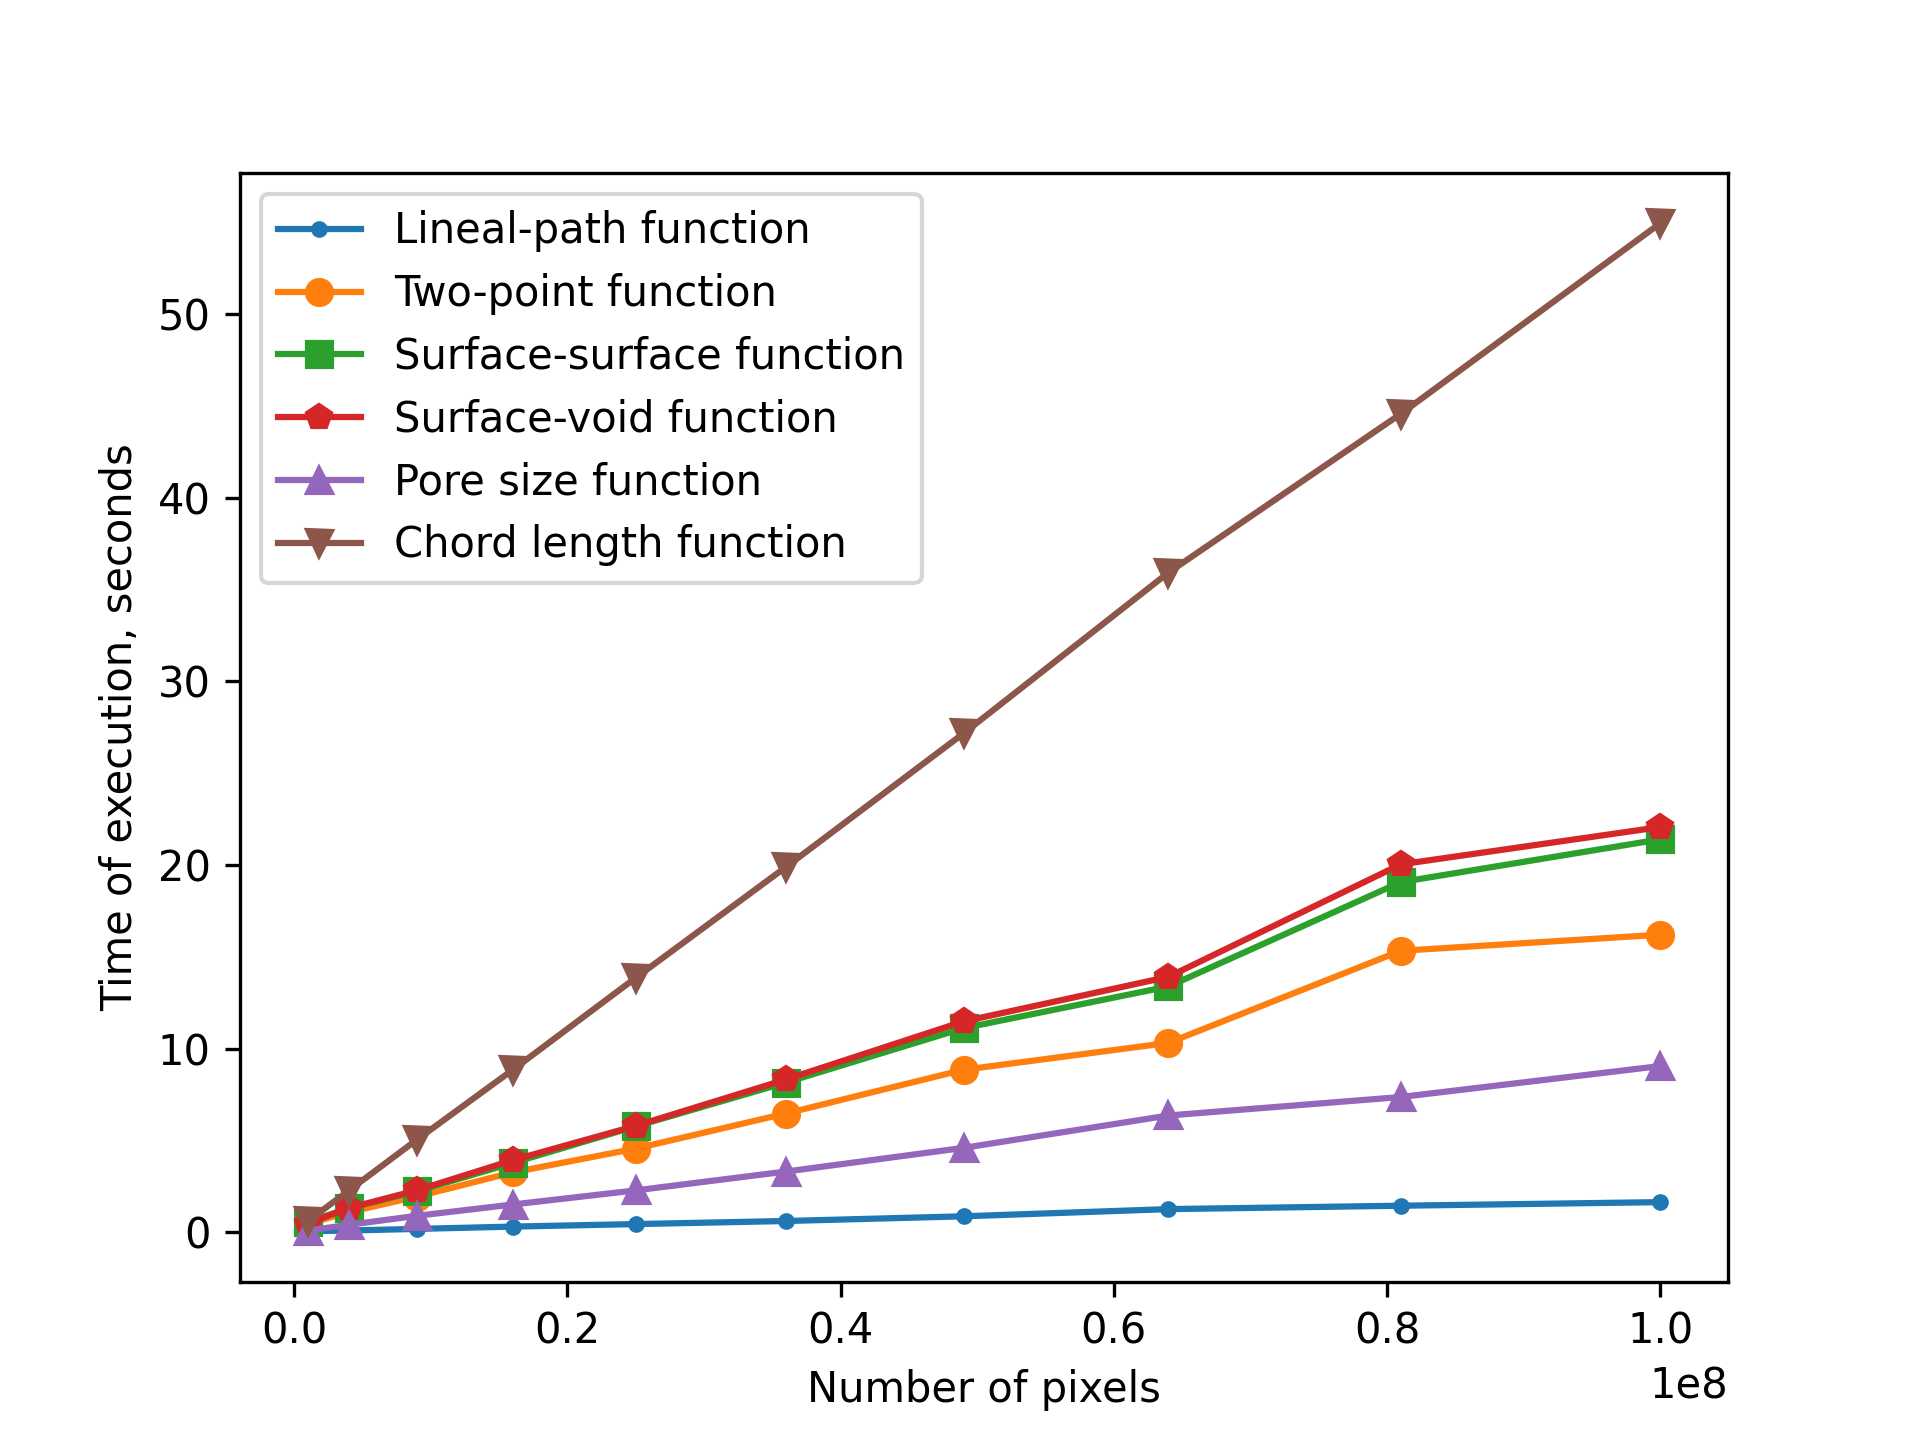 Lineal-path function
Two-point function
Surface-surface function
Surface-void function
Pore size function
Chord length function
Time of execution, seconds
50
40
30
20
10
0
0.0 0.2 0.4 0.6 0.8 1.0
1e8
Number of pixels